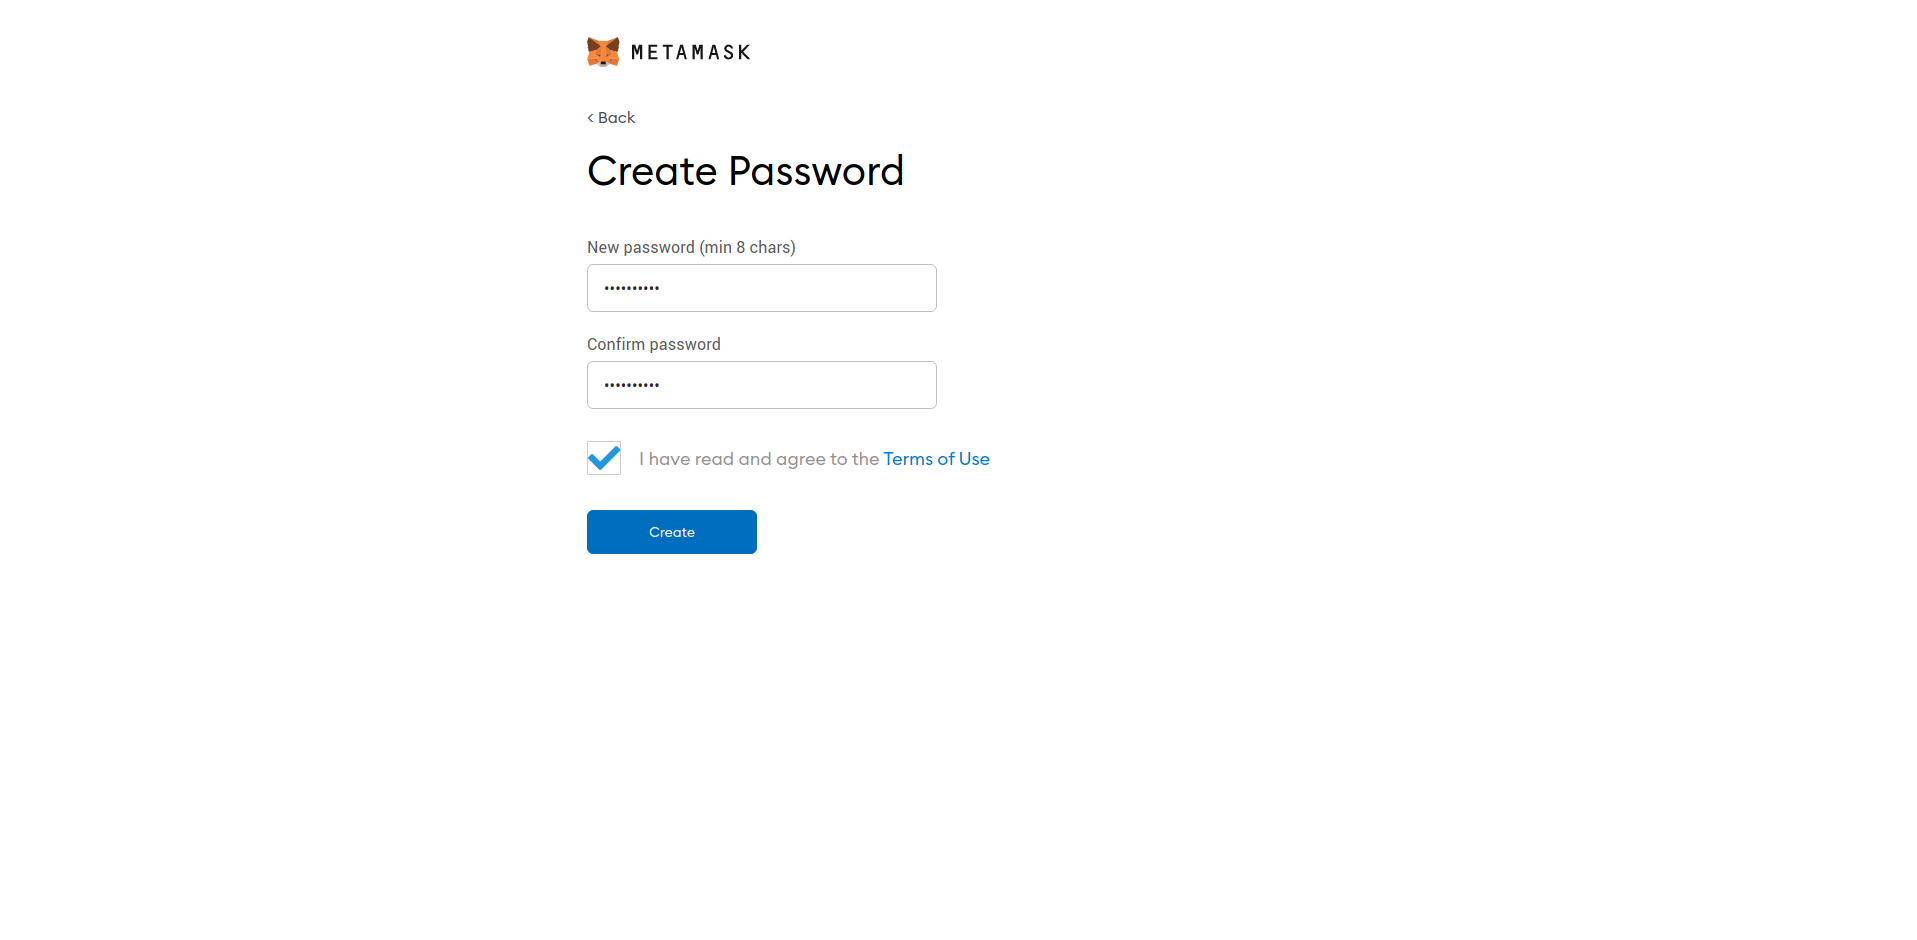 METAMASK
< Back
Create Password
New password (min 8 chars)
••••••••••
Confirm password
••••••••••
I have read and agree to the Terms of Use
Create